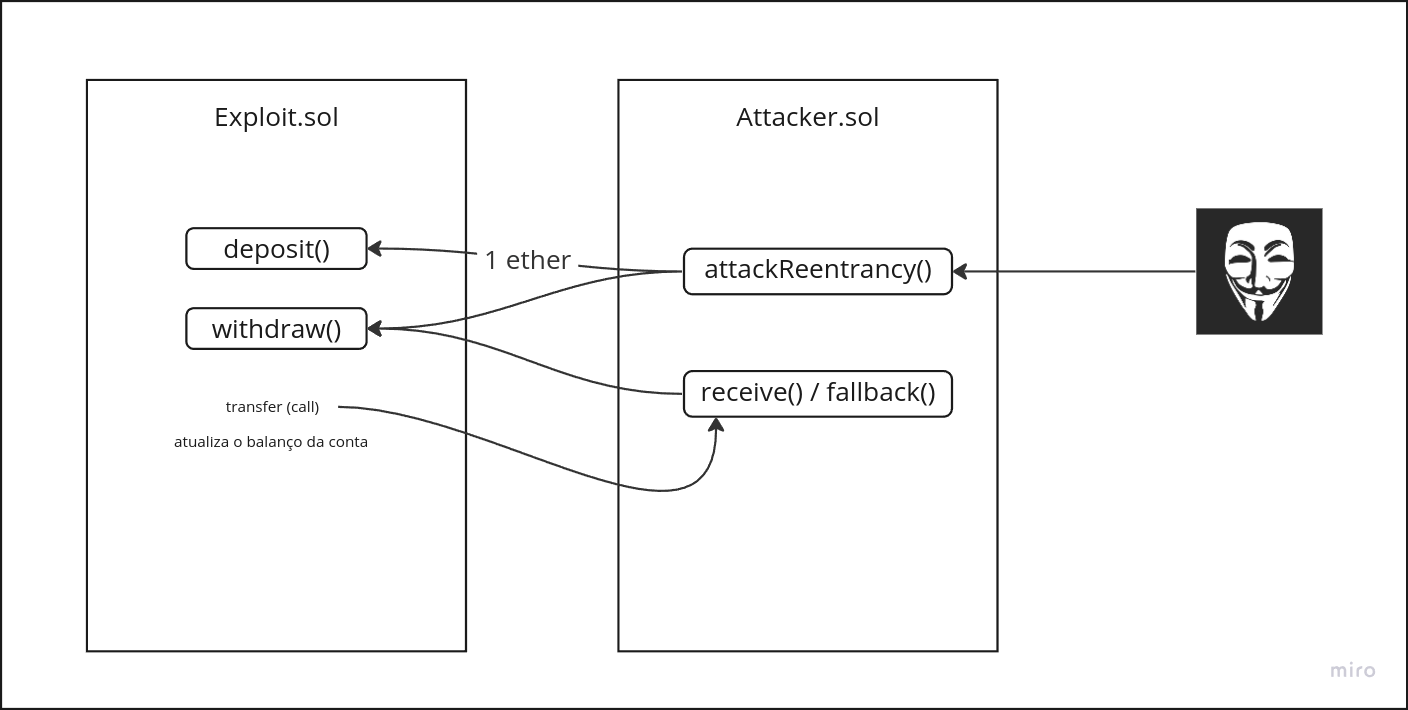 Exploit.sol
Attacker.sol
deposit()
1 ether
attackReentrancy()
withdraw()
receive() / fallback()
transfer (call)
atualiza o balanço da conta
miro